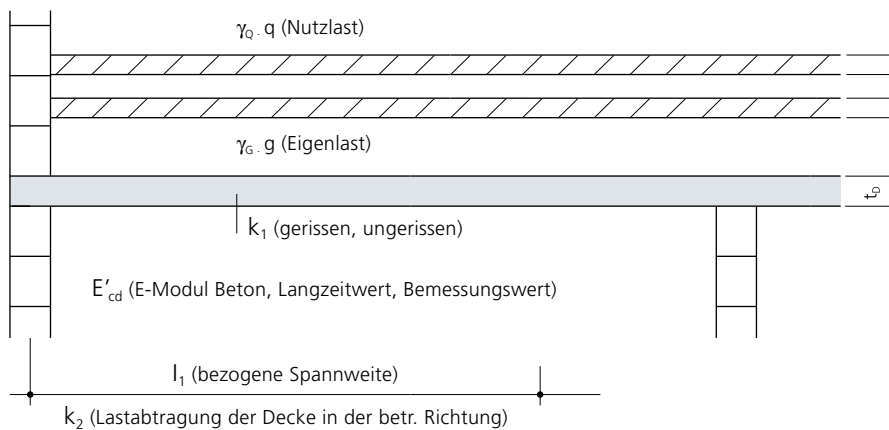 γQ · q (Nutzlast)
γG · g (Eigenlast)
tD
k1 (gerissen, ungerissen)
E′cd (E-Modul Beton, Langzeitwert, Bemessungswert)
l1 (bezogene Spannweite)
k2 (Lastabtragung der Decke in der betr. Richtung)